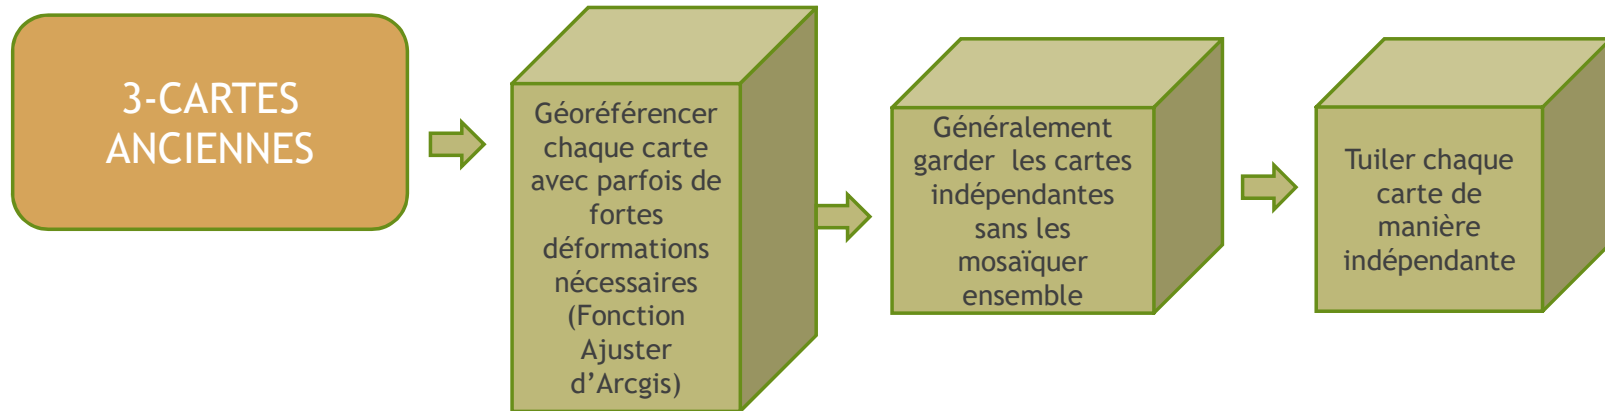 3-CARTES
ANCIENNES
Géoréférencer
chaque carte
avec parfois de
fortes
déformations
nécessaires
(Fonction
Ajuster
d’Arcgis)
Généralement
garder  les cartes
indépendantes
sans les
mosaïquer
ensemble
Tuiler chaque
carte de
manière
indépendante